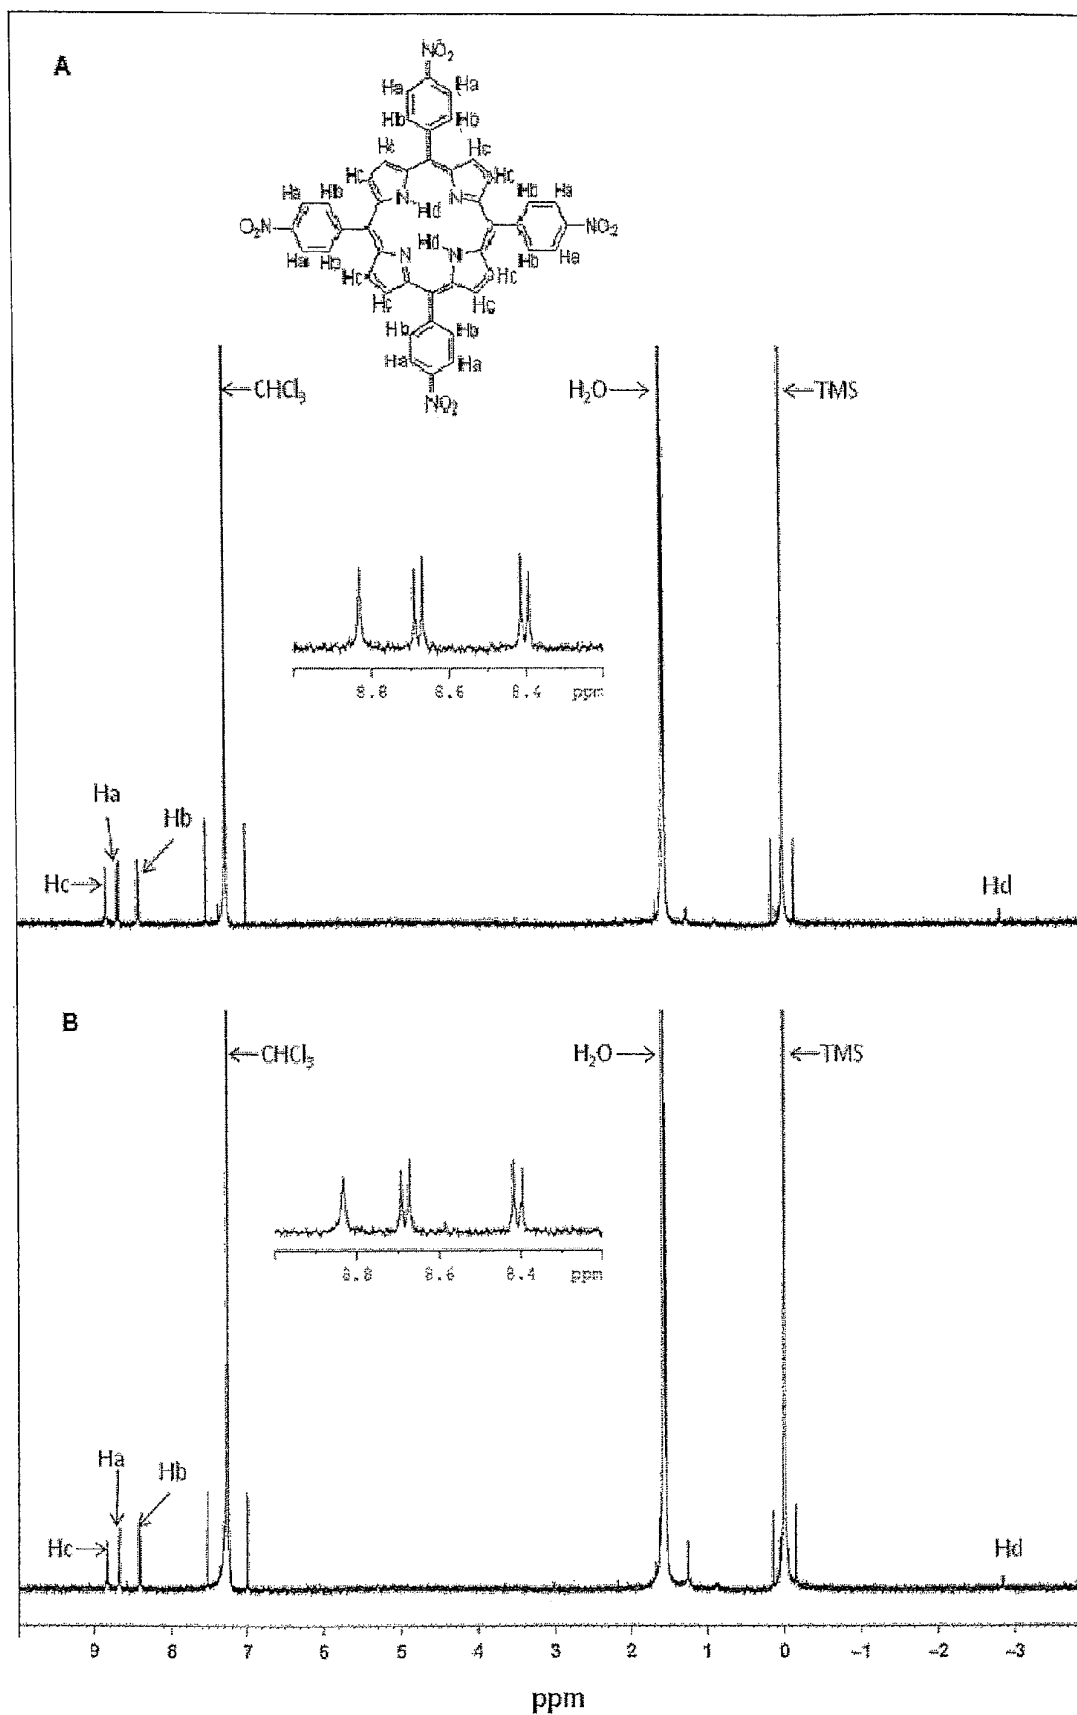 A
NO₂
Ha Ha
Hb Hb
Hc Hc
Hc Hc
Ha Hb N N Hb Ha
Hd
O₂N NO₂
Hd
Ha Hb N N Hb Ha
Hc Hc
Hc Hc
Hb Hb
Ha Ha
NO₂
CHCl₃ H₂O TMS
8.8 8.6 8.4 ppm
Ha
Hb
Hc Hd
B
CHCl₃ H₂O TMS
8.8 8.6 8.4 ppm
Ha
Hb
Hc Hd
9 8 7 6 5 4 3 2 1 0 -1 -2 -3
ppm